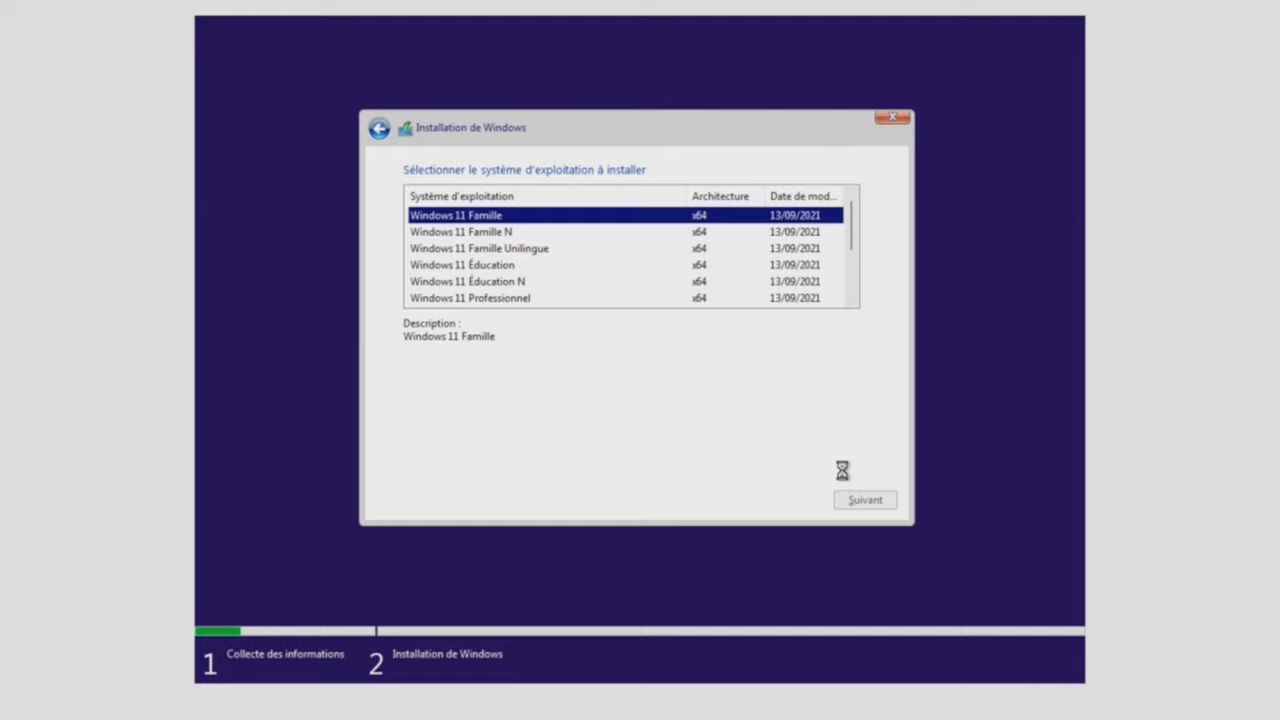 Installation de Windows
Sélectionner le système d'exploitation à installer
Système d'exploitation Architecture Date de mod...
Windows 11 Famille x64 13/09/2021
Windows 11 Famille N x64 13/09/2021
Windows 11 Famille Unilingue x64 13/09/2021
Windows 11 Éducation x64 13/09/2021
Windows 11 Éducation N x64 13/09/2021
Windows 11 Professionnel x64 13/09/2021
Description :
Windows 11 Famille
Suivant
1 Collecte des informations 2 Installation de Windows